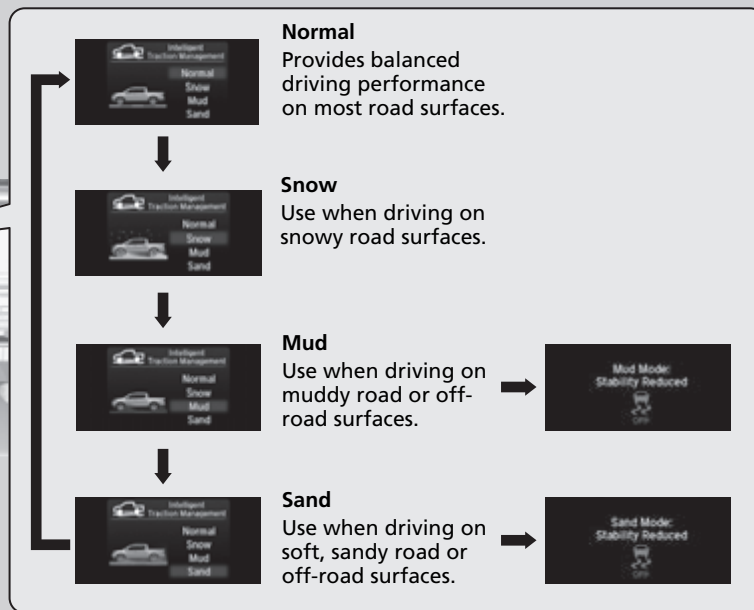 Intelligent
Traction Management
Normal
Snow
Mud
Sand
Normal
Provides balanced
driving performance
on most road surfaces.
Intelligent
Traction Management
Normal
Snow
Mud
Sand
Snow
Use when driving on
snowy road surfaces.
Intelligent
Traction Management
Normal
Snow
Mud
Sand
Mud
Use when driving on
muddy road or off-
road surfaces.
Mud Mode:
Stability Reduced
OFF
Intelligent
Traction Management
Normal
Snow
Mud
Sand
Sand
Use when driving on
soft, sandy road or
off-road surfaces.
Sand Mode:
Stability Reduced
OFF